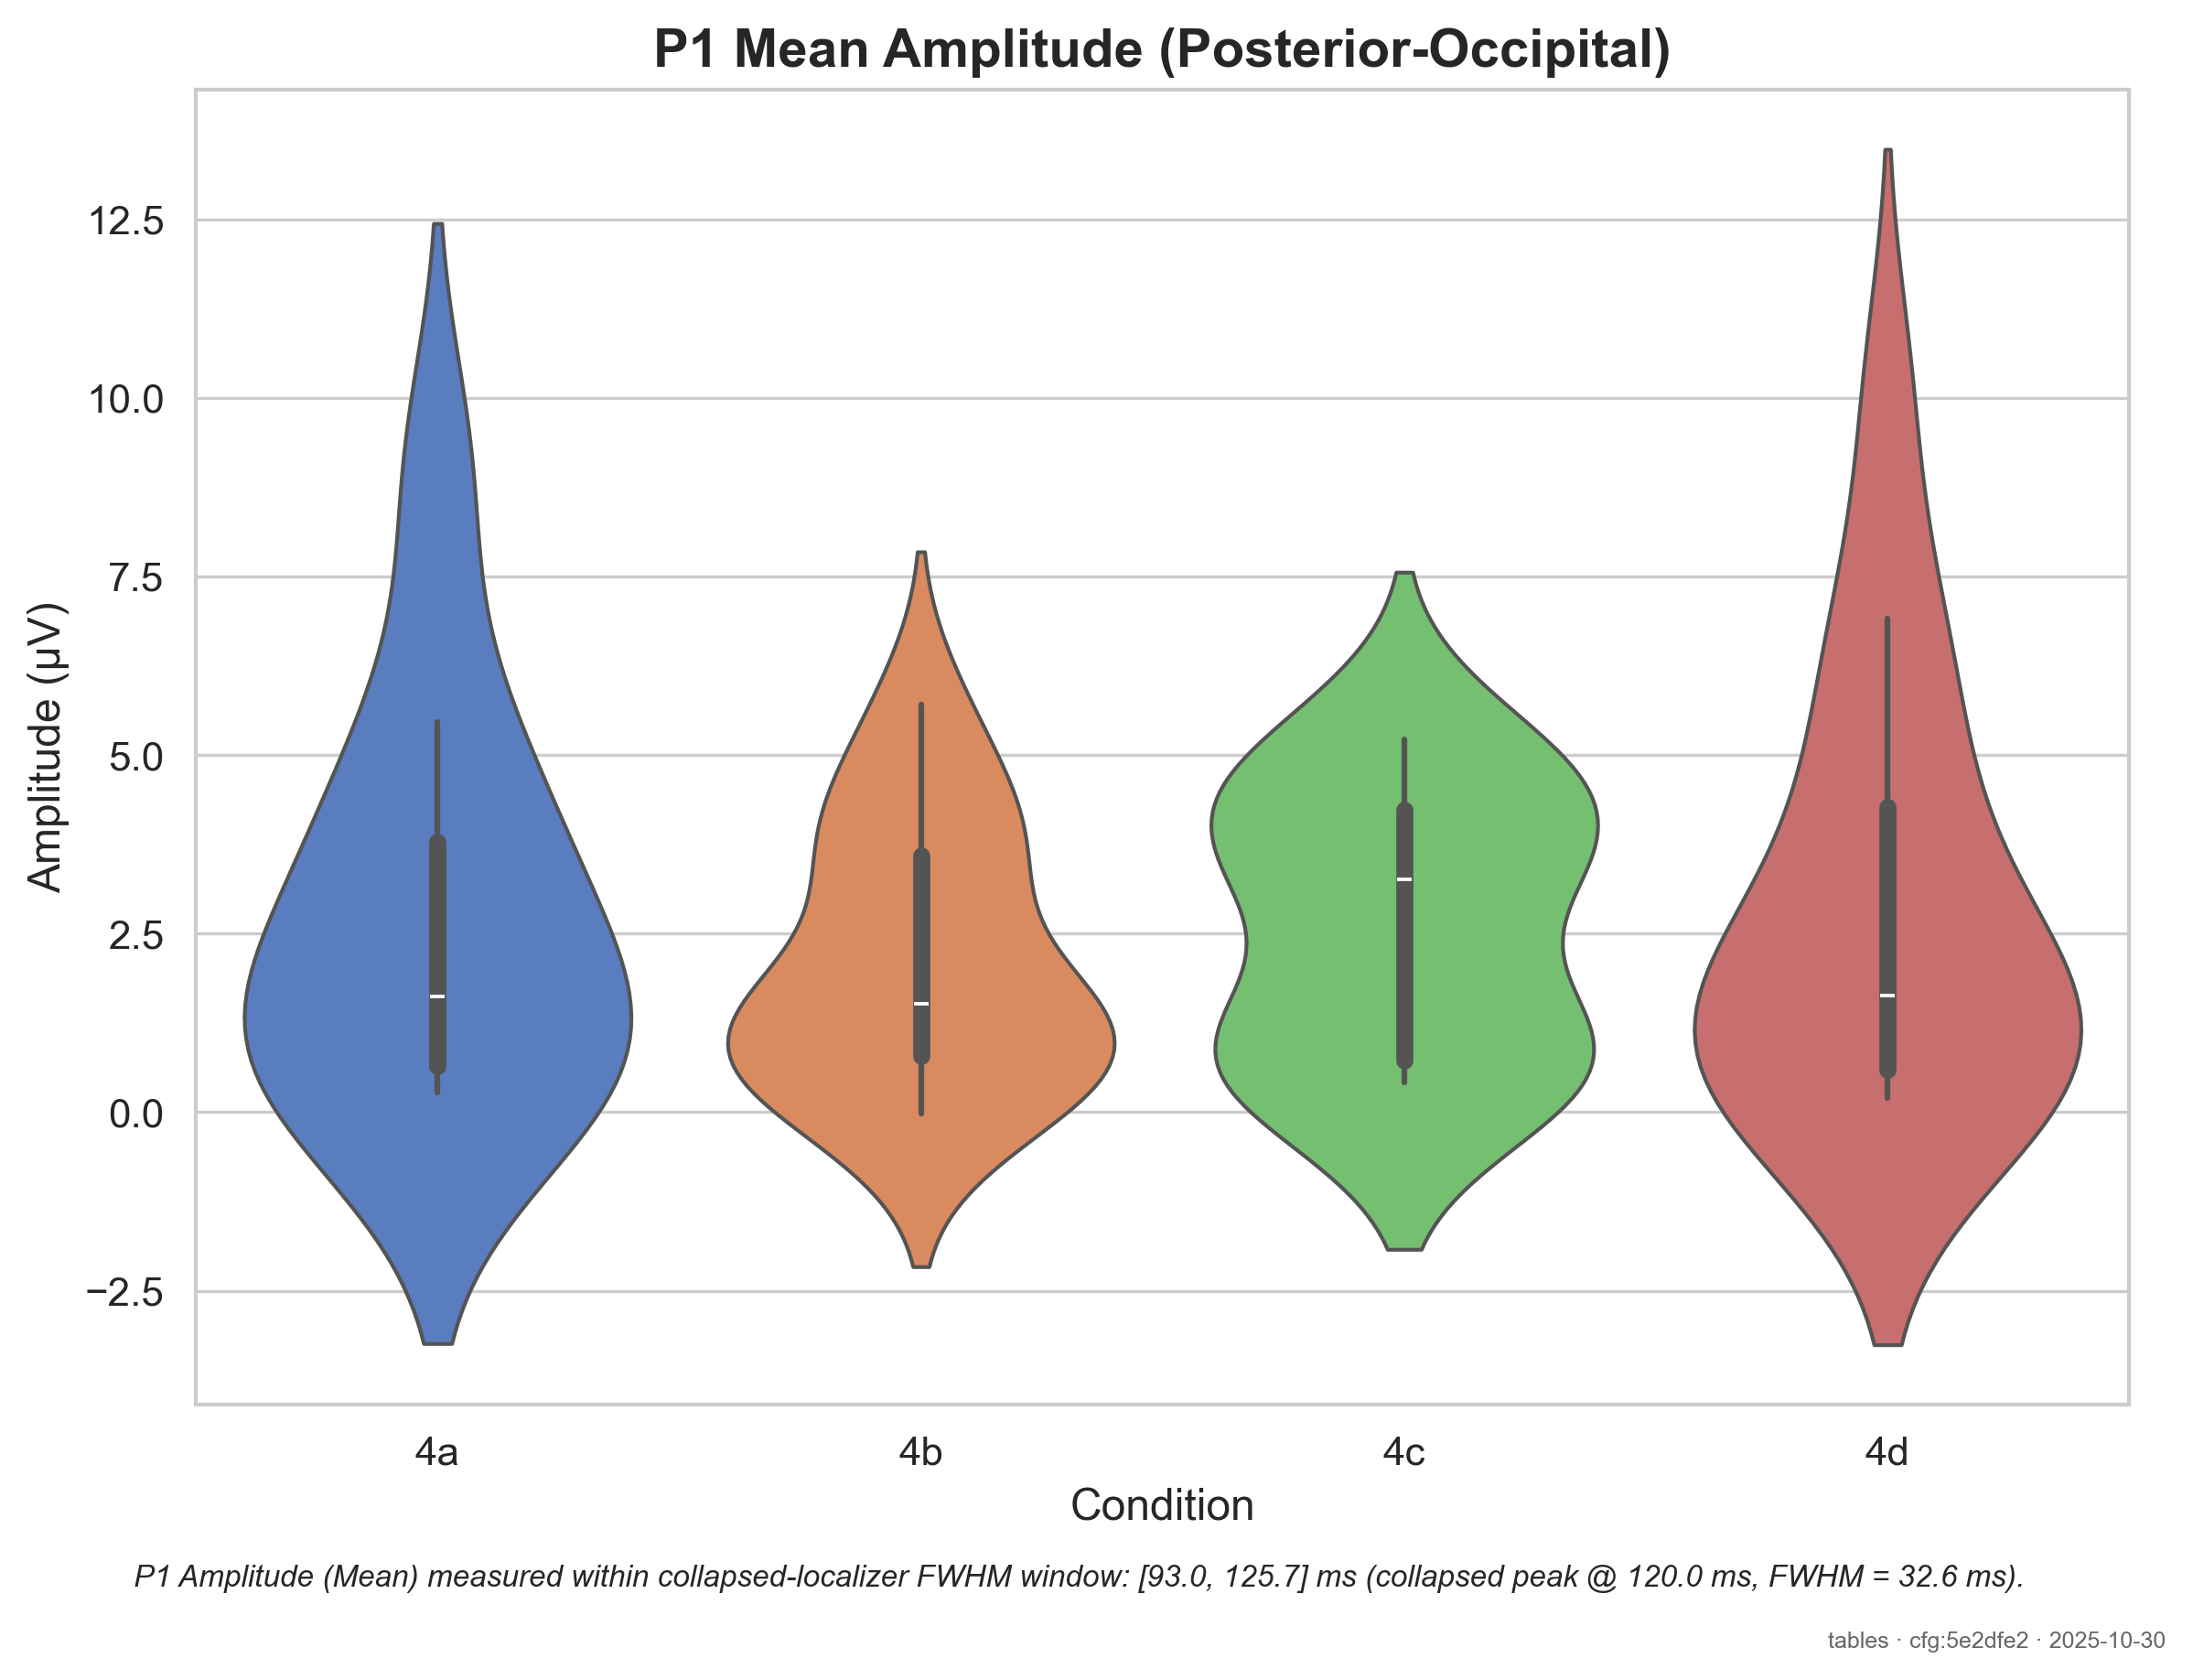 P1 Mean Amplitude (Posterior-Occipital)
Amplitude (µV)
12.5
10.0
7.5
5.0
2.5
0.0
−2.5
4a
4b
4c
4d
Condition
P1 Amplitude (Mean) measured within collapsed-localizer FWHM window: [93.0, 125.7] ms (collapsed peak @ 120.0 ms, FWHM = 32.6 ms).
tables · cfg:5e2dfe2 · 2025-10-30